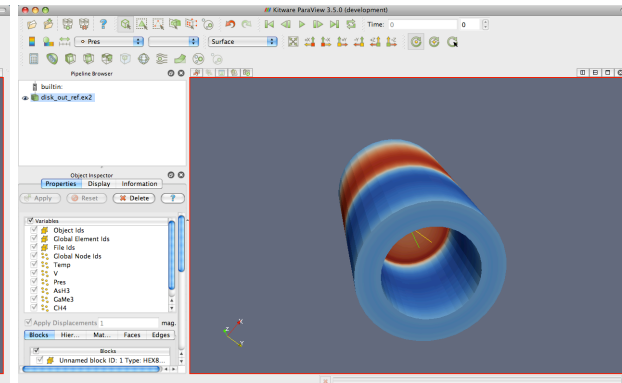 Kitware ParaView 3.5.0 (development)
Time: 0 0
Pres Surface
Pipeline Browser
builtin:
disk_out_ref.ex2
Object Inspector
Properties Display Information
Apply Reset Delete ?
Variables
Object Ids
Global Element Ids
File Ids
Global Node Ids
Temp
V
Pres
AsH3
GaMe3
CH4
Apply Displacements 1 mag.
Blocks Hier... Mat... Faces Edges
Blocks
Unnamed block ID: 1 Type: HEX8...